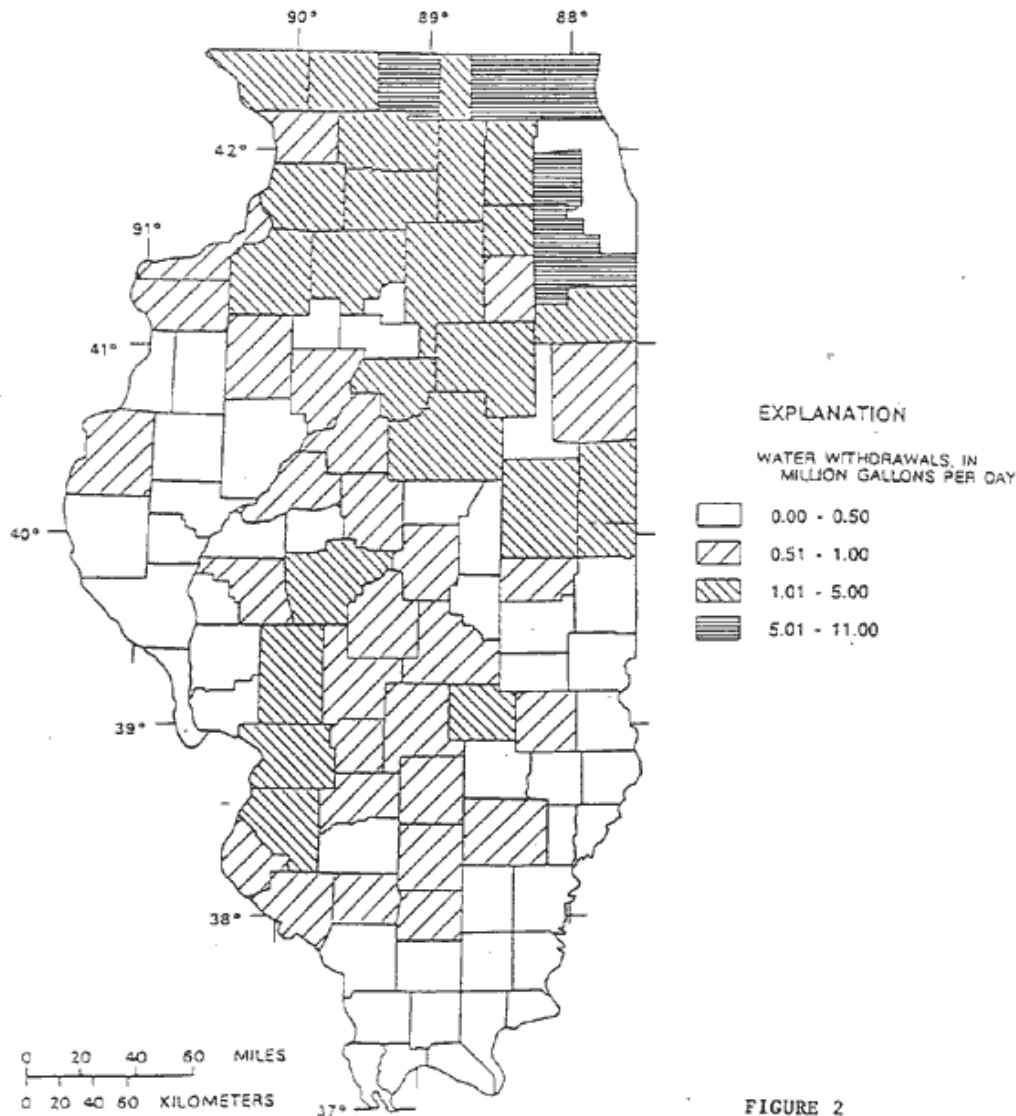 90° 89° 88°
42°
91°
41°
EXPLANATION
WATER WITHDRAWALS, IN
MILLION GALLONS PER DAY
0.00 - 0.50
0.51 - 1.00
1.01 - 5.00
5.01 - 11.00
40°
39°
38°
0 20 40 60 MILES
0 20 40 60 KILOMETERS
37°
FIGURE 2